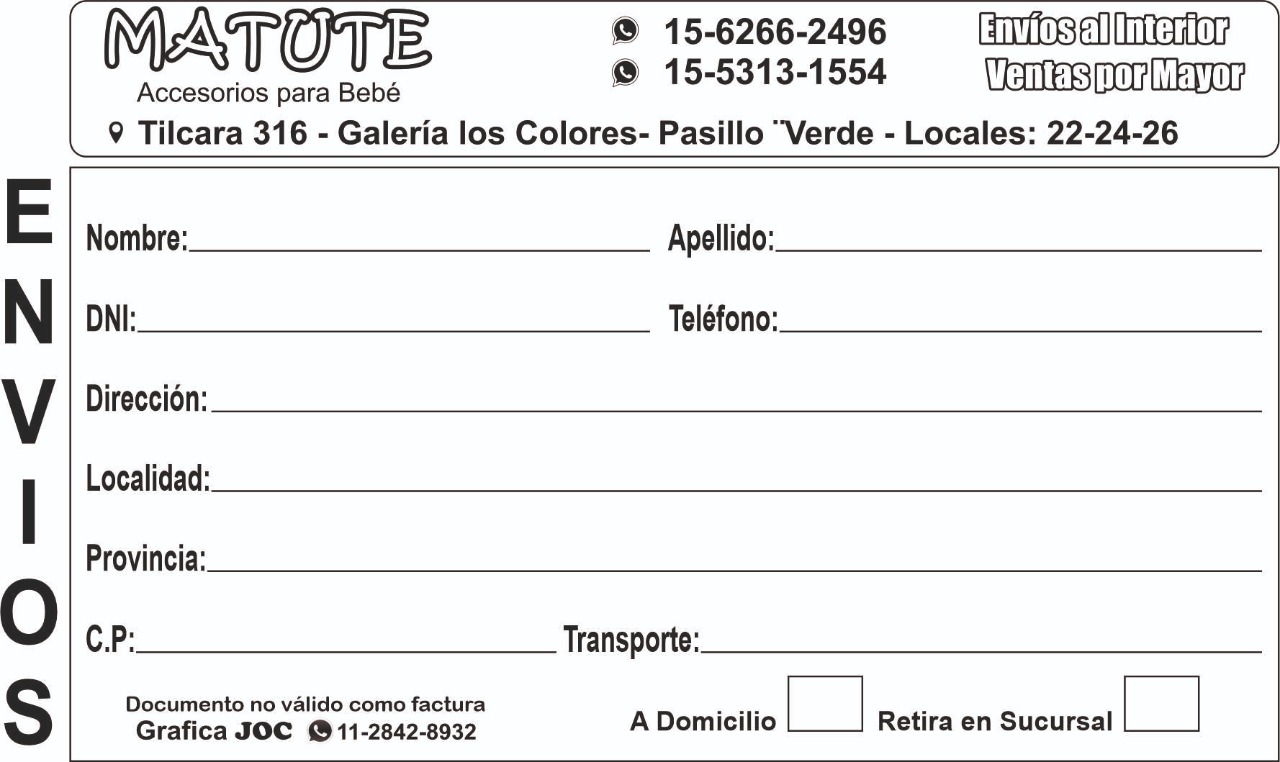 MATUTE
Accesorios para Bebé
15-6266-2496
15-5313-1554
Envíos al Interior
Ventas por Mayor
Tilcara 316 - Galería los Colores- Pasillo ¨Verde - Locales: 22-24-26
ENVIOS
Nombre: Apellido:
DNI: Teléfono:
Dirección:
Localidad:
Provincia:
C.P: Transporte:
Documento no válido como factura
Grafica JOC 11-2842-8932
A Domicilio Retira en Sucursal